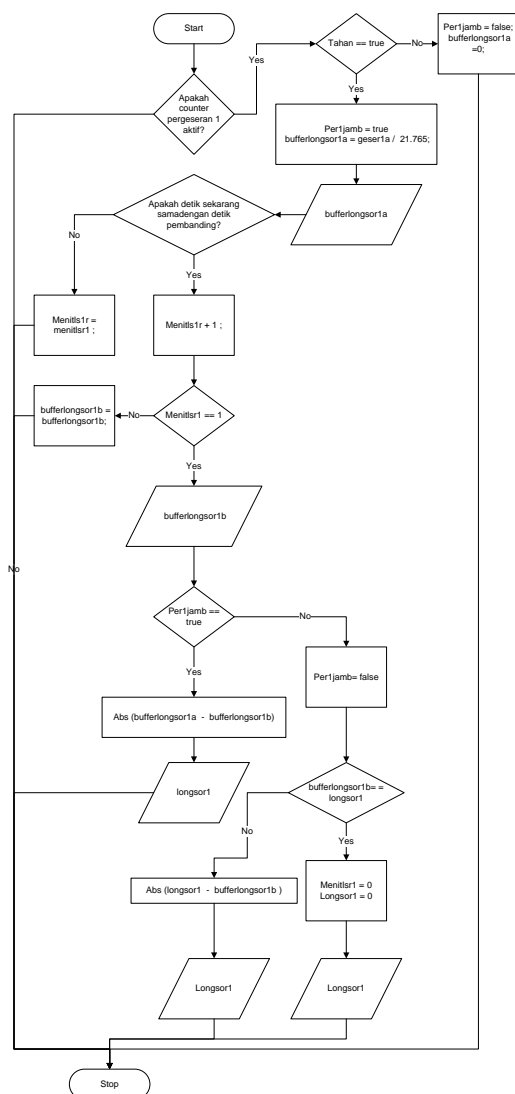 Start
Apakah
counter
pergeseran 1
aktif?
Yes
Tahan == true
No
Per1jamb = false;
bufferlongsor1a
=0;
Yes
Per1jamb = true
bufferlongsor1a = geser1a / 21.765;
bufferlongsor1a
Apakah detik sekarang
samadengan detik
pembanding?
No
Yes
Menitls1r =
menitlsr1 ;
Menitls1r + 1 ;
bufferlongsor1b =
bufferlongsor1b;
No
Menitlsr1 == 1
Yes
bufferlongsor1b
No
Per1jamb ==
true
No
Yes
Per1jamb= false
Abs (bufferlongsor1a - bufferlongsor1b)
longsor1
bufferlongsor1b= =
longsor1
No
Yes
Abs (longsor1 - bufferlongsor1b )
Menitlsr1 = 0
Longsor1 = 0
Longsor1
Longsor1
Stop